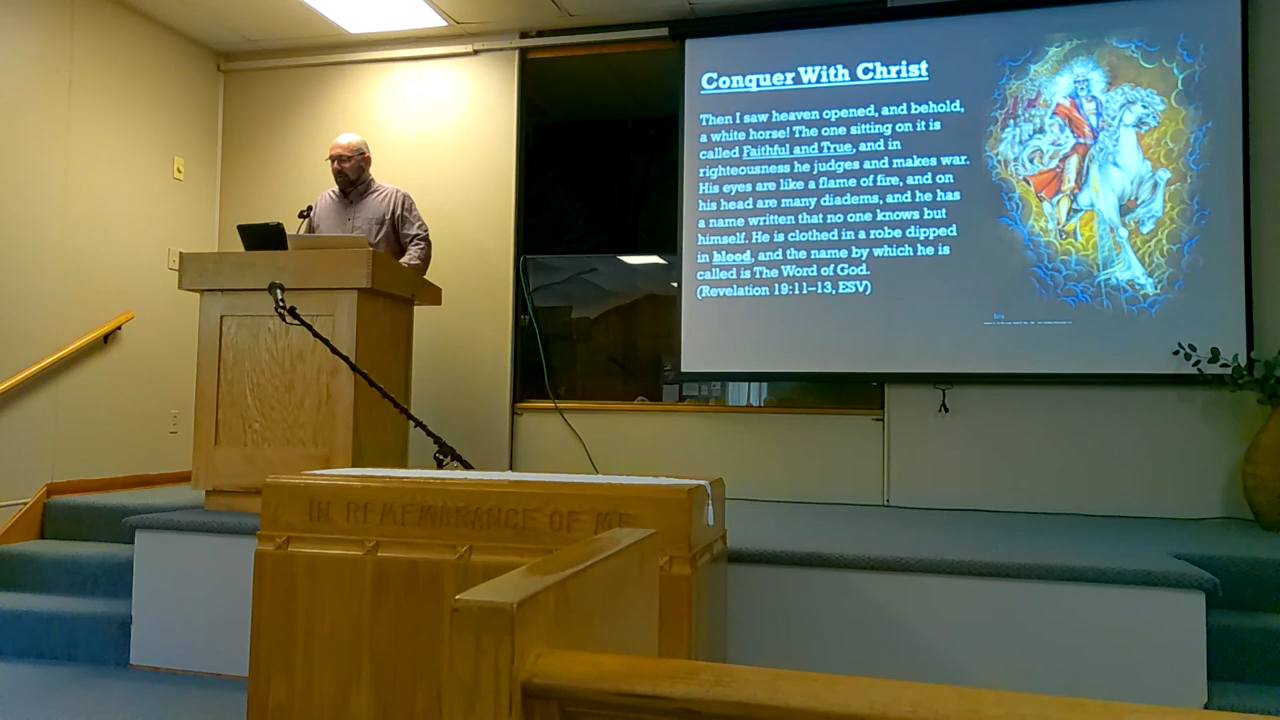 Conquer With Christ
Then I saw heaven opened, and behold,
a white horse! The one sitting on it is
called Faithful and True, and in
righteousness he judges and makes war.
His eyes are like a flame of fire, and on
his head are many diadems, and he has
a name written that no one knows but
himself. He is clothed in a robe dipped
in blood, and the name by which he is
called is The Word of God.
(Revelation 19:11–13, ESV)
IN REMEMBRANCE OF ME